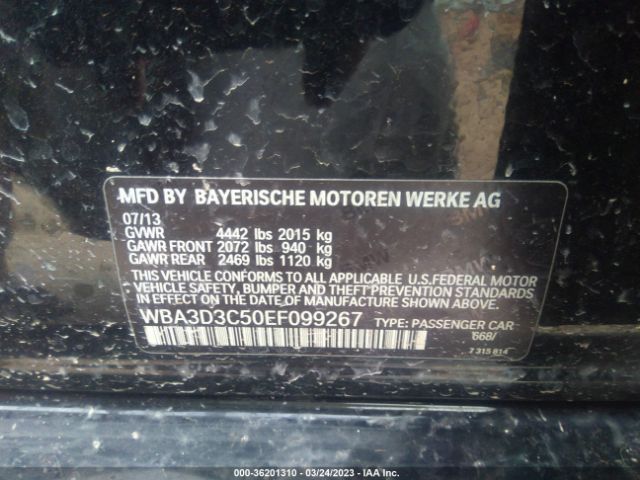 MFD BY BAYERISCHE MOTOREN WERKE AG
07/13
GVWR 4442 lbs 2015 kg
GAWR FRONT 2072 lbs 940 kg
GAWR REAR 2469 lbs 1120 kg
THIS VEHICLE CONFORMS TO ALL APPLICABLE U.S.FEDERAL MOTOR
VEHICLE SAFETY, BUMPER AND THEFT PREVENTION STANDARDS
IN EFFECT ON THE DATE OF MANUFACTURE SHOWN ABOVE.
WBA3D3C50EF099267 TYPE: PASSENGER CAR
668/
7 315 814
000-36201310 - 03/24/2023 - IAA Inc.